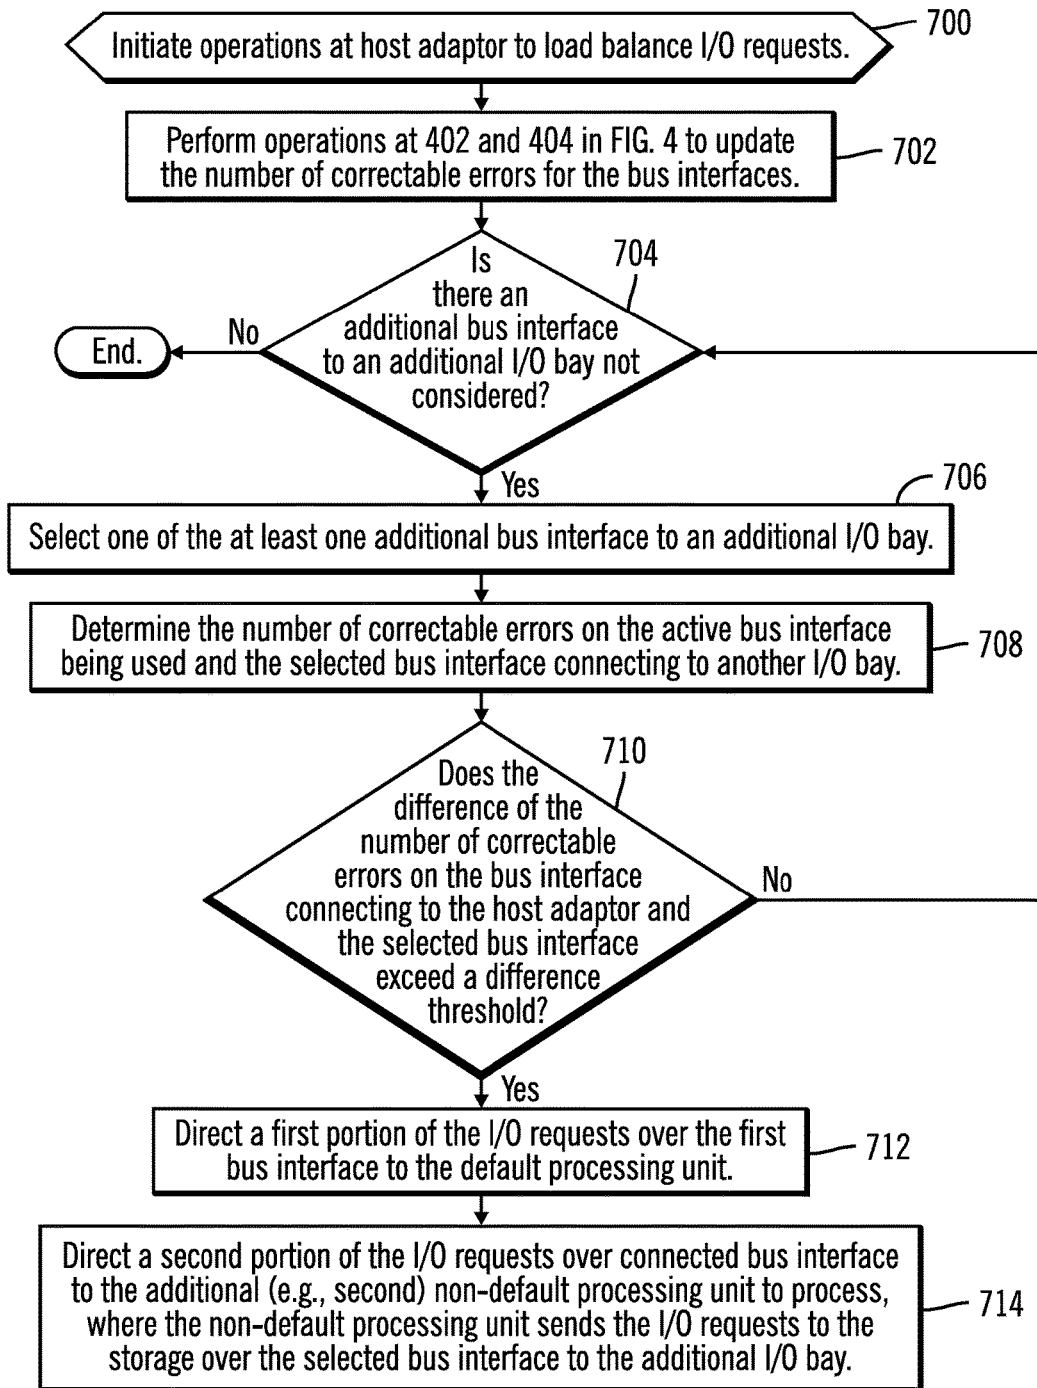 Initiate operations at host adaptor to load balance I/O requests.
700
Perform operations at 402 and 404 in FIG. 4 to update
the number of correctable errors for the bus interfaces.
702
Is
there an
additional bus interface
to an additional I/O bay not
considered?
704
No
End.
Yes
706
Select one of the at least one additional bus interface to an additional I/O bay.
Determine the number of correctable errors on the active bus interface
being used and the selected bus interface connecting to another I/O bay.
708
710
Does the
difference of the
number of correctable
errors on the bus interface
connecting to the host adaptor and
the selected bus interface
exceed a difference
threshold?
No
Yes
Direct a first portion of the I/O requests over the first
bus interface to the default processing unit.
712
Direct a second portion of the I/O requests over connected bus interface
to the additional (e.g., second) non-default processing unit to process,
where the non-default processing unit sends the I/O requests to the
storage over the selected bus interface to the additional I/O bay.
714